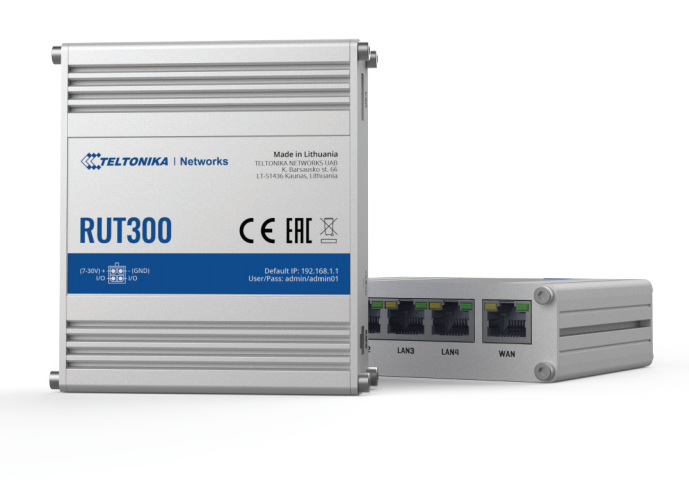 TELTONIKA | Networks
Made in Lithuania
TELTONIKA NETWORKS UAB
K. Barsausko st. 66
LT-51436 Kaunas, Lithuania
RUT300
CE EAC
(7-30V) + - (GND)
I/O I/O
Default IP: 192.168.1.1
User/Pass: admin/admin01
LAN3
LAN4
WAN